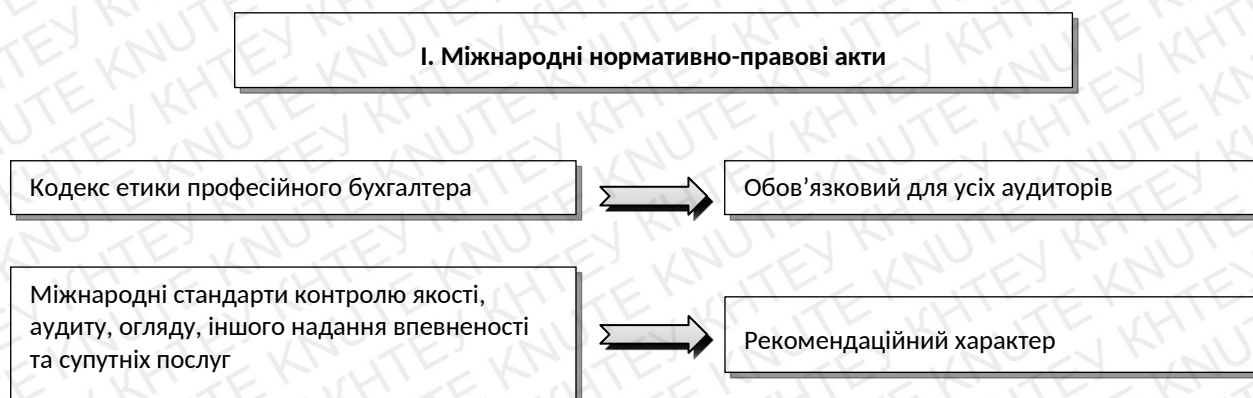 І. Міжнародні нормативно-правові акти
Кодекс етики професійного бухгалтера
Обов’язковий для усіх аудиторів
Міжнародні стандарти контролю якості,
аудиту, огляду, іншого надання впевненості
та супутніх послуг
Рекомендаційний характер